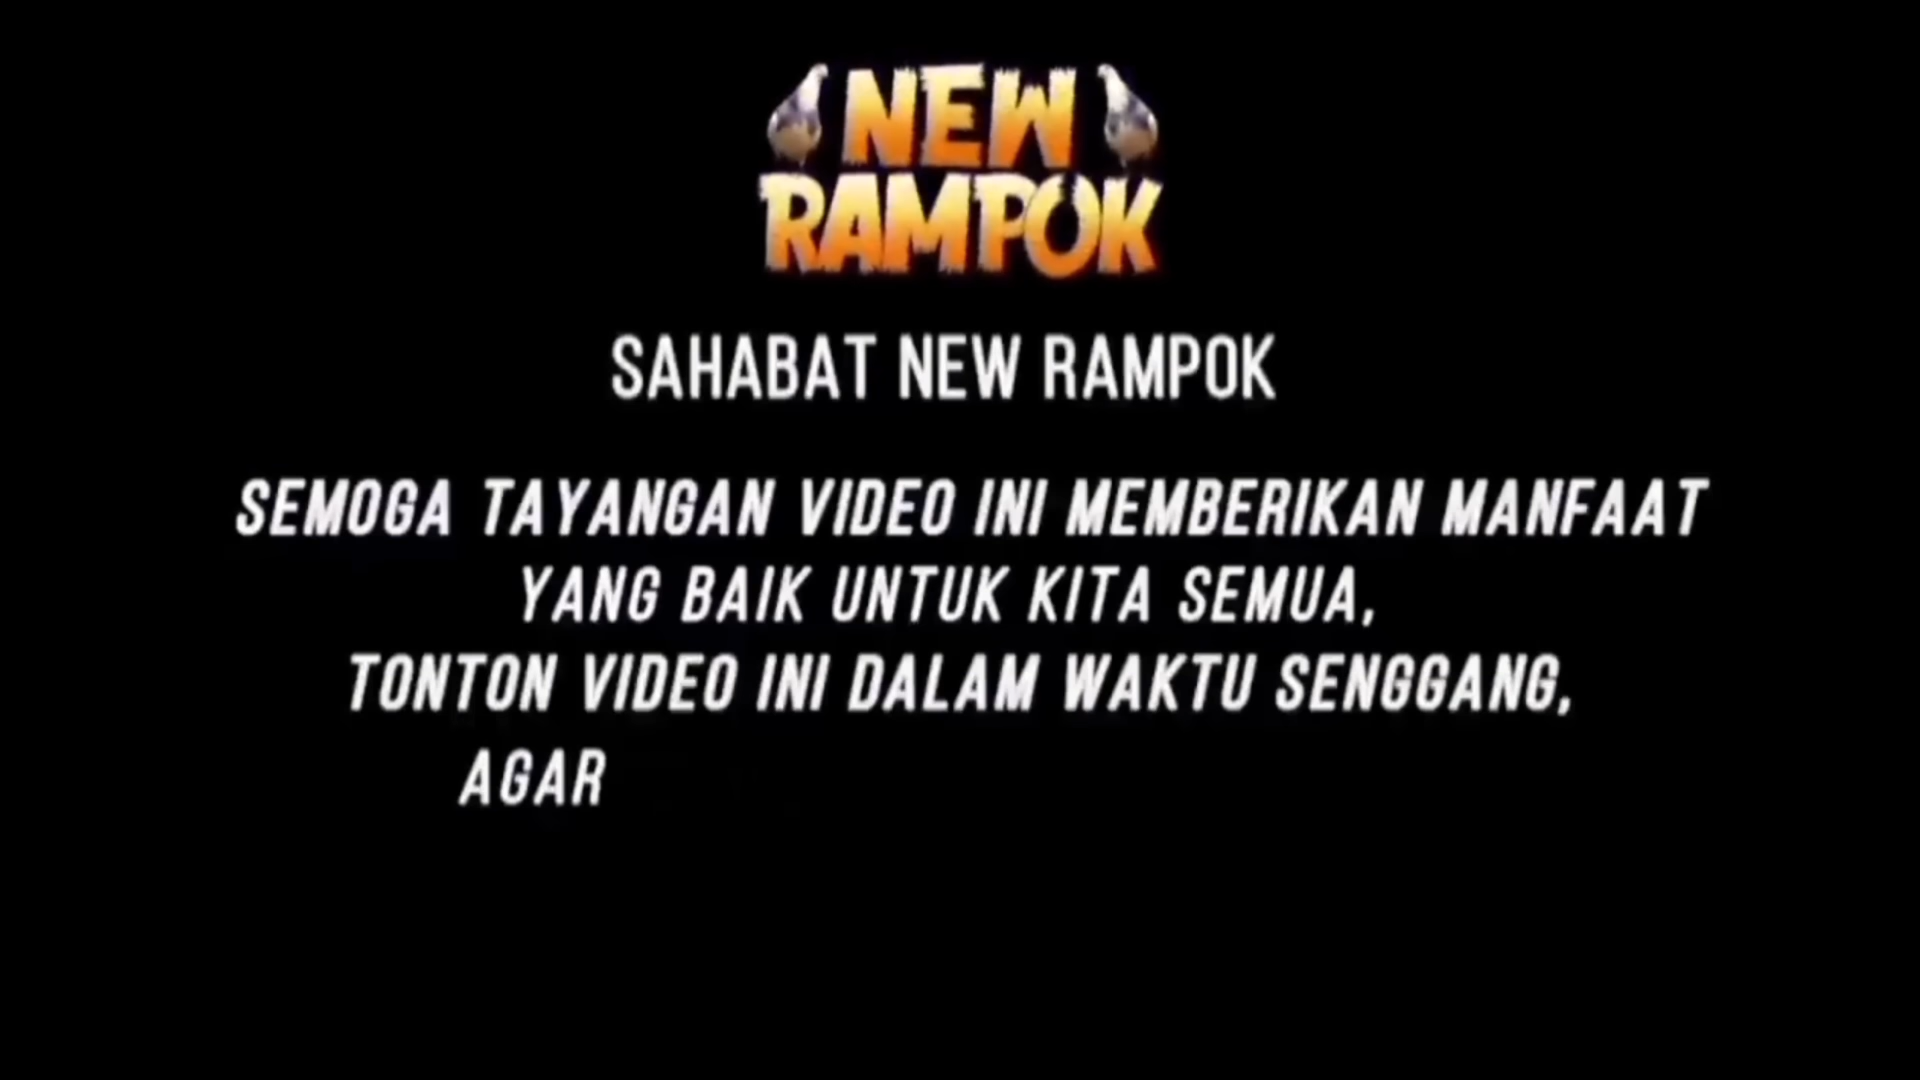 NEW
RAMPOK
SAHABAT NEW RAMPOK
SEMOGA TAYANGAN VIDEO INI MEMBERIKAN MANFAAT
YANG BAIK UNTUK KITA SEMUA,
TONTON VIDEO INI DALAM WAKTU SENGGANG,
AGAR